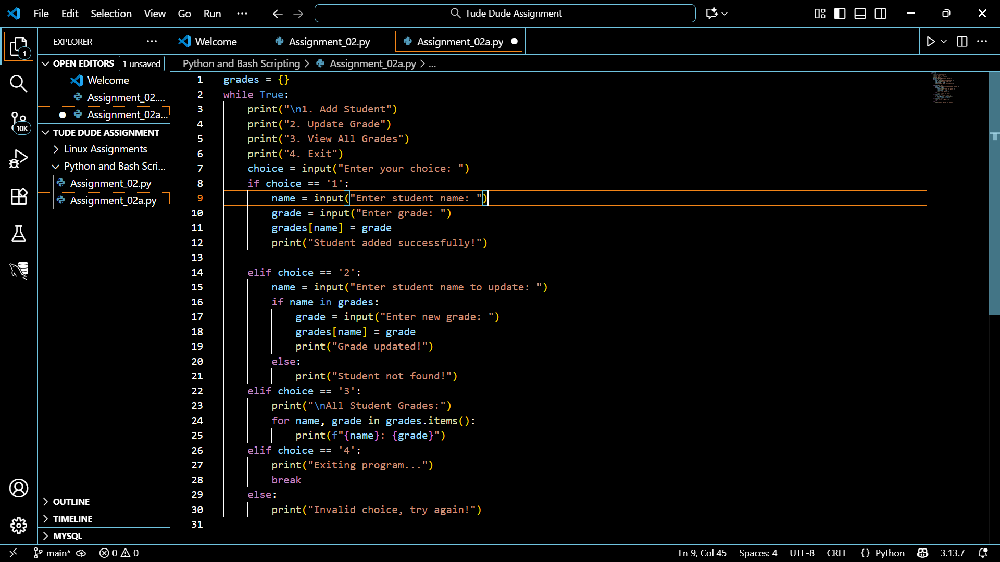 File Edit Selection View Go Run ··· Tude Dude Assignment
EXPLORER ···
1
OPEN EDITORS 1 unsaved
Welcome
Assignment_02....
Assignment_02a...
10K
TUDE DUDE ASSIGNMENT
Linux Assignments
Python and Bash Scri...
Assignment_02.py
Assignment_02a.py
OUTLINE
TIMELINE
MYSQL
Welcome Assignment_02.py Assignment_02a.py
Python and Bash Scripting > Assignment_02a.py > ...
1 grades = {}
2 while True:
3     print("\n1. Add Student")
4     print("2. Update Grade")
5     print("3. View All Grades")
6     print("4. Exit")
7     choice = input("Enter your choice: ")
8     if choice == '1':
9         name = input("Enter student name: ")
10         grade = input("Enter grade: ")
11         grades[name] = grade
12         print("Student added successfully!")
13
14     elif choice == '2':
15         name = input("Enter student name to update: ")
16         if name in grades:
17             grade = input("Enter new grade: ")
18             grades[name] = grade
19             print("Grade updated!")
20         else:
21             print("Student not found!")
22     elif choice == '3':
23         print("\nAll Student Grades:")
24         for name, grade in grades.items():
25             print(f"{name}: {grade}")
26     elif choice == '4':
27         print("Exiting program...")
28         break
29     else:
30         print("Invalid choice, try again!")
31
main* 0 0 Ln 9, Col 45 Spaces: 4 UTF-8 CRLF {} Python 3.13.7